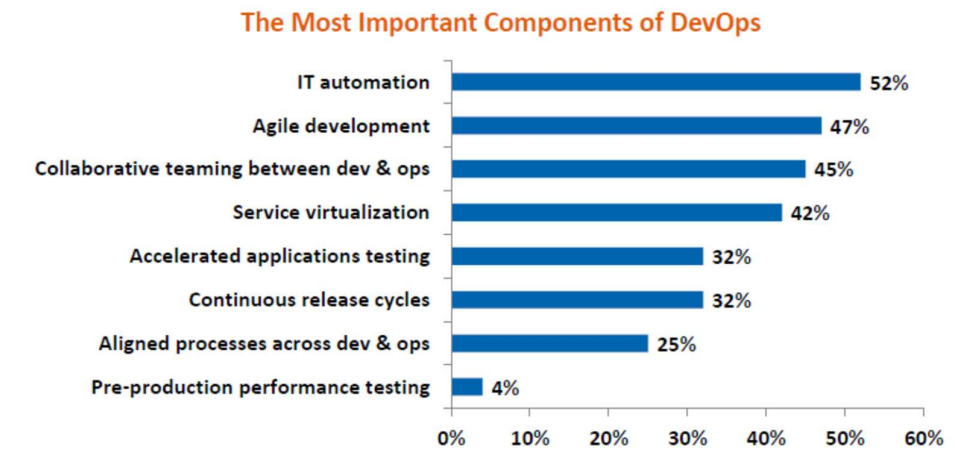 The Most Important Components of DevOps
IT automation 52%
Agile development 47%
Collaborative teaming between dev & ops 45%
Service virtualization 42%
Accelerated applications testing 32%
Continuous release cycles 32%
Aligned processes across dev & ops 25%
Pre-production performance testing 4%
0% 10% 20% 30% 40% 50% 60%